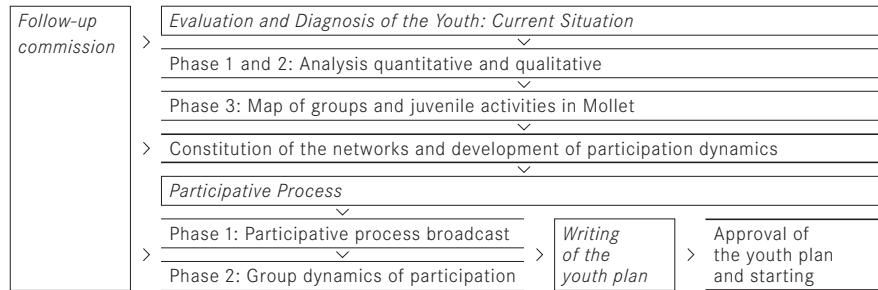 Follow-up
commission
Evaluation and Diagnosis of the Youth: Current Situation
Phase 1 and 2: Analysis quantitative and qualitative
Phase 3: Map of groups and juvenile activities in Mollet
Constitution of the networks and development of participation dynamics
Participative Process
Phase 1: Participative process broadcast
Phase 2: Group dynamics of participation
Writing
of the
youth plan
Approval of
the youth plan
and starting